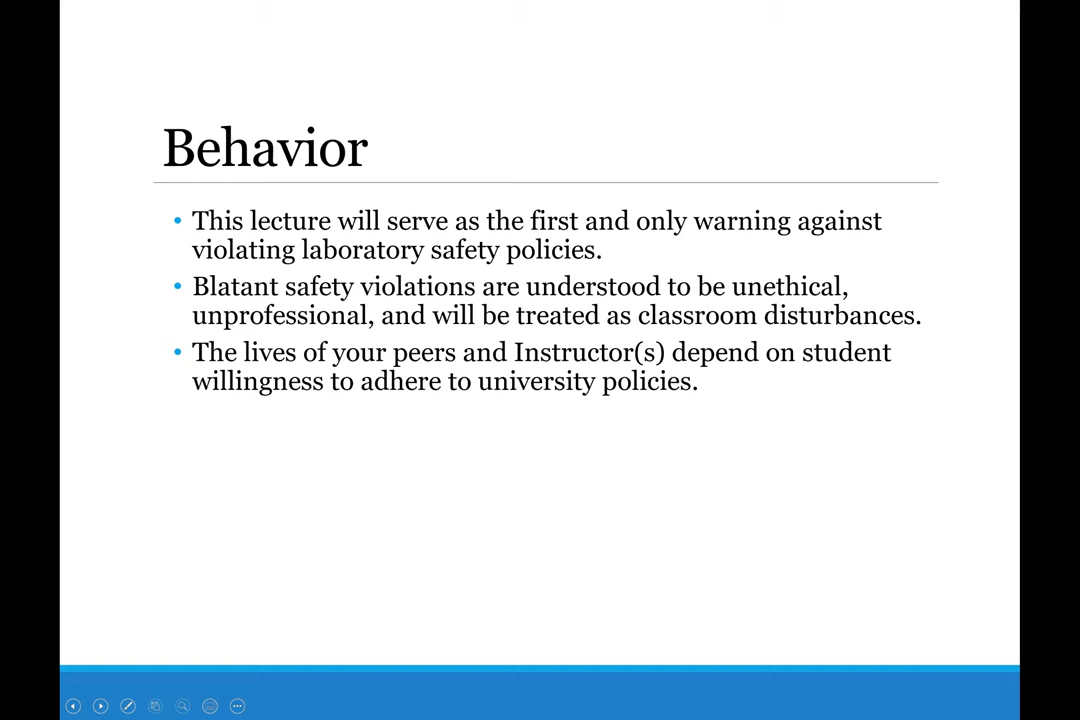 Behavior
• This lecture will serve as the first and only warning against
violating laboratory safety policies.
• Blatant safety violations are understood to be unethical,
unprofessional, and will be treated as classroom disturbances.
• The lives of your peers and Instructor(s) depend on student
willingness to adhere to university policies.